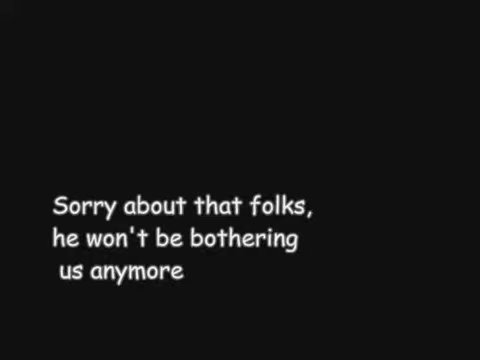 Sorry about that folks,
he won't be bothering
us anymore